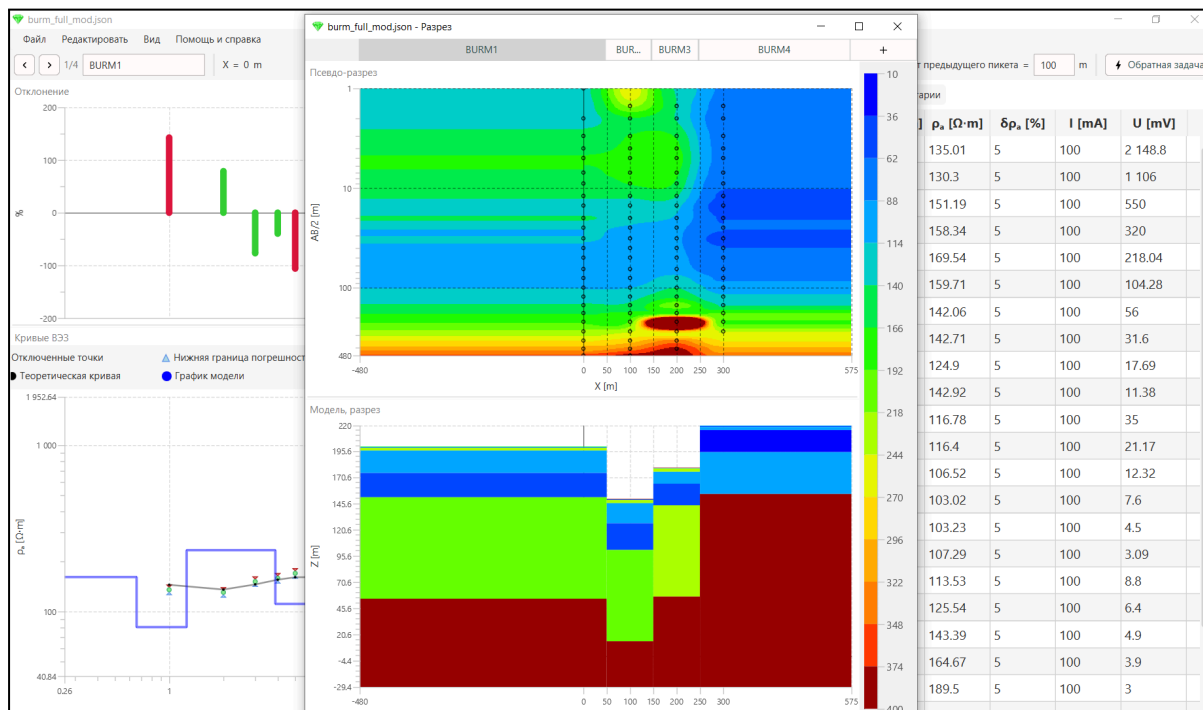 burm_full_mod.json
Файл Редактировать Вид Помощь и справка
1/4 BURM1 X = 0 m
Отклонение
200
100
0
-100
-200
%
Кривые ВЭЗ
Отключенные точки Нижняя граница погрешност
Теоретическая кривая График модели
1 952.64
1 000
100
40.84
ρₐ [Ω·m]
0.26 1
burm_full_mod.json - Разрез
BURM1 BUR... BURM3 BURM4 +
Псевдо-разрез
1
10
100
480
AB/2 [m]
-480 0 50 100 150 200 250 300 575
X [m]
Модель, разрез
220
195.6
170.6
145.6
120.6
95.6
70.6
45.6
20.6
-4.4
-29.4
Z [m]
-480 0 50 100 150 200 250 300 575
10
36
62
88
114
140
166
192
218
244
270
296
322
348
374
400
т предыдущего пикета = 100 m Обратная задача
арии
] ρₐ [Ω·m] δρₐ [%] I [mA] U [mV]
135.01 5 100 2 148.8
130.3 5 100 1 106
151.19 5 100 550
158.34 5 100 320
169.54 5 100 218.04
159.71 5 100 104.28
142.06 5 100 56
142.71 5 100 31.6
124.9 5 100 17.69
142.92 5 100 11.38
116.78 5 100 35
116.4 5 100 21.17
106.52 5 100 12.32
103.02 5 100 7.6
103.23 5 100 4.5
107.29 5 100 3.09
113.53 5 100 8.8
125.54 5 100 6.4
143.39 5 100 4.9
164.67 5 100 3.9
189.5 5 100 3